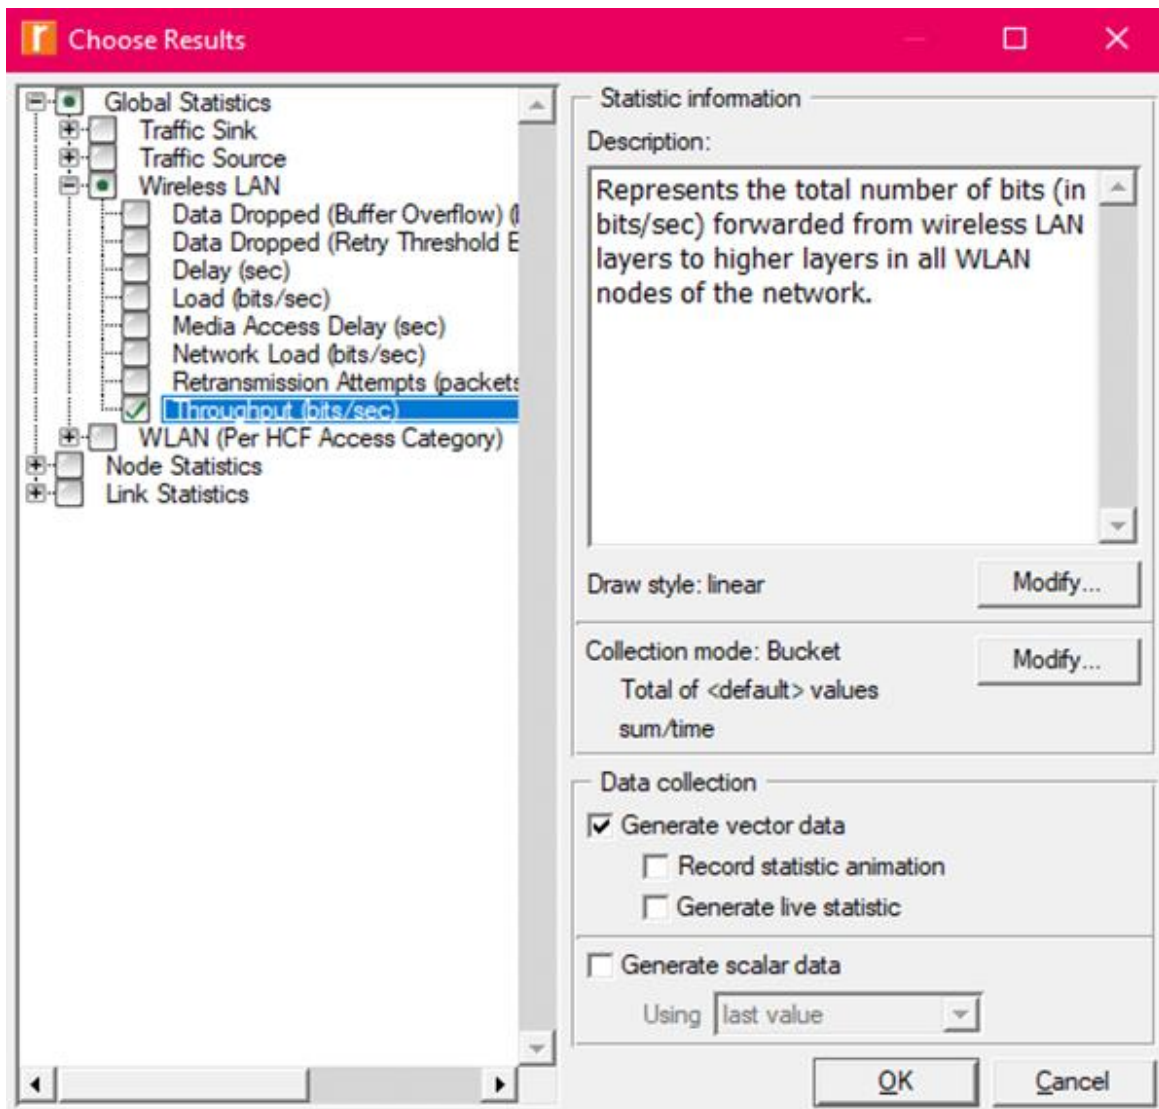 Choose Results
Global Statistics
Traffic Sink
Traffic Source
Wireless LAN
Data Dropped (Buffer Overflow) (
Data Dropped (Retry Threshold E
Delay (sec)
Load (bits/sec)
Media Access Delay (sec)
Network Load (bits/sec)
Retransmission Attempts (packets
Throughput (bits/sec)
WLAN (Per HCF Access Category)
Node Statistics
Link Statistics
Statistic information
Description:
Represents the total number of bits (in
bits/sec) forwarded from wireless LAN
layers to higher layers in all WLAN
nodes of the network.
Draw style: linear
Modify...
Collection mode: Bucket
Modify...
Total of <default> values
sum/time
Data collection
Generate vector data
Record statistic animation
Generate live statistic
Generate scalar data
Using last value
OK
Cancel